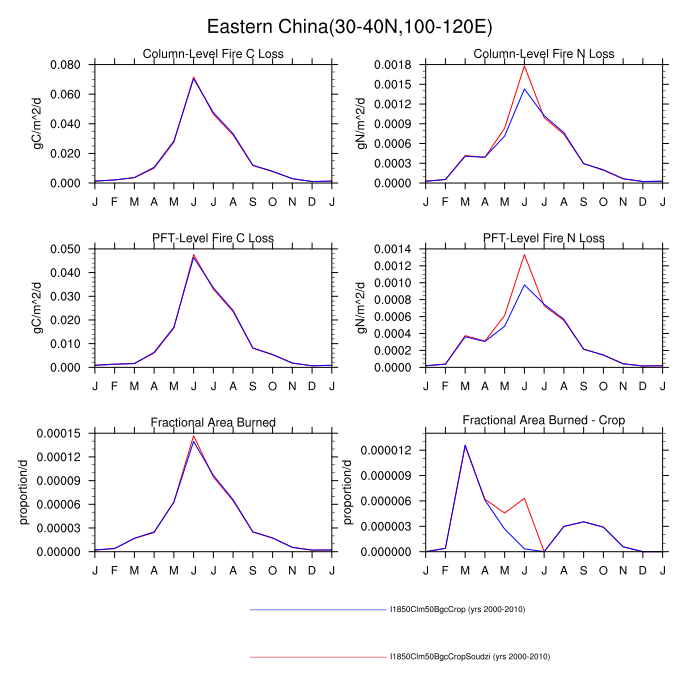 Eastern China(30-40N,100-120E)
Column-Level Fire C Loss
0.080
0.060
0.040
0.020
0.000
gC/m^2/d
J F M A M J J A S O N D J
Column-Level Fire N Loss
0.0018
0.0015
0.0012
0.0009
0.0006
0.0003
0.0000
gN/m^2/d
J F M A M J J A S O N D J
PFT-Level Fire C Loss
0.050
0.040
0.030
0.020
0.010
0.000
gC/m^2/d
J F M A M J J A S O N D J
PFT-Level Fire N Loss
0.0014
0.0012
0.0010
0.0008
0.0006
0.0004
0.0002
0.0000
gN/m^2/d
J F M A M J J A S O N D J
Fractional Area Burned
0.00015
0.00012
0.00009
0.00006
0.00003
0.00000
proportion/d
J F M A M J J A S O N D J
Fractional Area Burned - Crop
0.000012
0.000009
0.000006
0.000003
0.000000
proportion/d
J F M A M J J A S O N D J
I1850Clm50BgcCrop (yrs 2000-2010)
I1850Clm50BgcCropSoudzi (yrs 2000-2010)